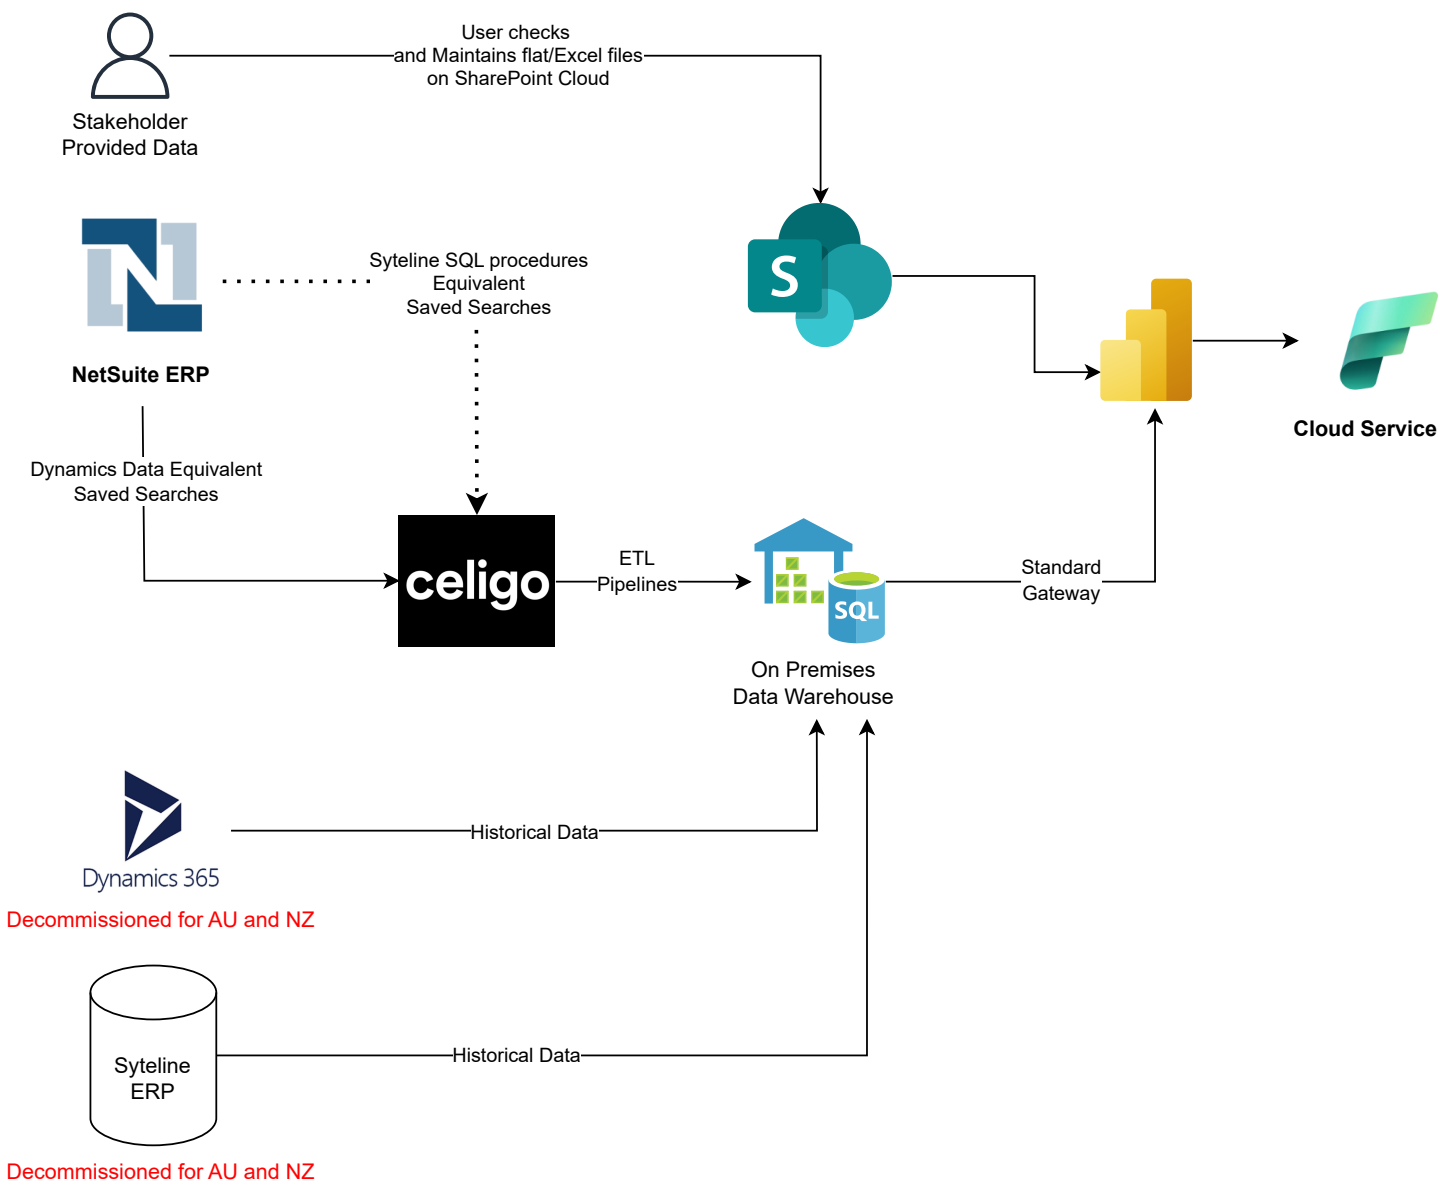 User checks
and Maintains flat/Excel files
on SharePoint Cloud
Stakeholder
Provided Data
N
Syteline SQL procedures
Equivalent
Saved Searches
S
NetSuite ERP
Cloud Service
Dynamics Data Equivalent
Saved Searches
celigo
ETL
Pipelines
SQL
Standard
Gateway
On Premises
Data Warehouse
Historical Data
Dynamics 365
Decommissioned for AU and NZ
Syteline
ERP
Historical Data
Decommissioned for AU and NZ